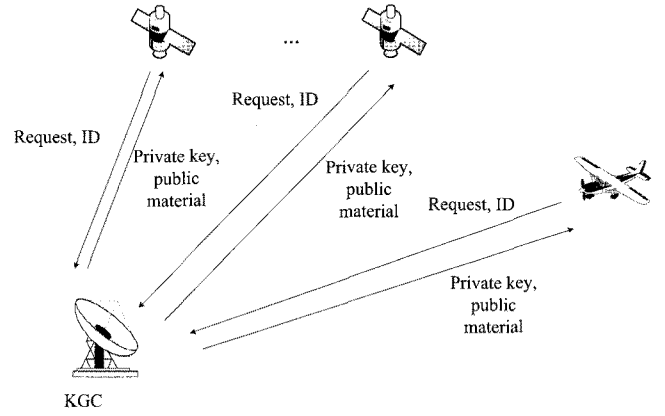 ...
Request, ID
Request, ID
Private key,
public
material
Private key,
public
material
Request, ID
Private key,
public
material
KGC